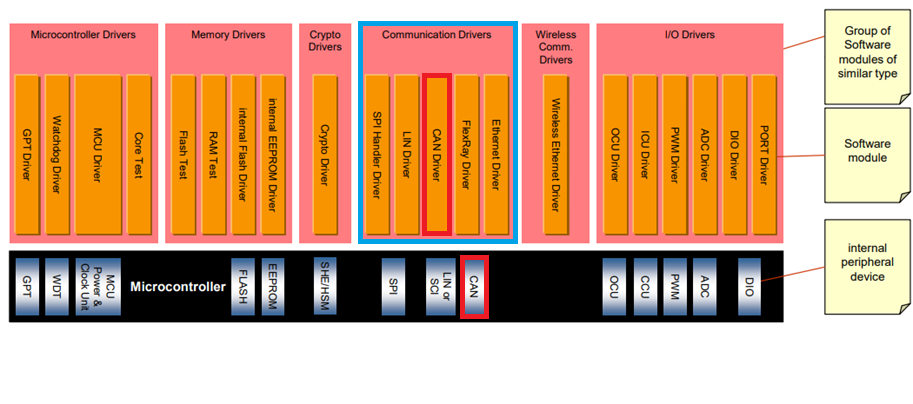 Microcontroller Drivers
Memory Drivers
Crypto
Drivers
Communication Drivers
Wireless
Comm.
Drivers
I/O Drivers
Group of
Software
modules of
similar type
GPT Driver
Watchdog Driver
MCU Driver
Core Test
Flash Test
RAM Test
internal Flash Driver
internal EEPROM Driver
Crypto Driver
SPI Handler Driver
LIN Driver
CAN Driver
FlexRay Driver
Ethernet Driver
Wireless Ethernet Driver
OCU Driver
ICU Driver
PWM Driver
ADC Driver
DIO Driver
PORT Driver
Software
module
GPT
WDT
MCU
Power &
Clock Unit
Microcontroller
FLASH
EEPROM
SHE/HSM
SPI
LIN or
SCI
CAN
OCU
CCU
PWM
ADC
DIO
internal
peripheral
device